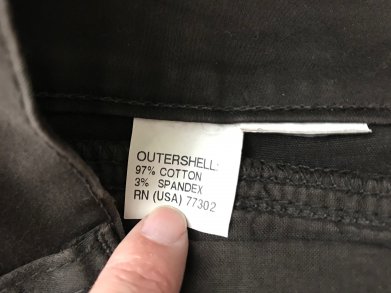 OUTERSHELL:
97% COTTON
3% SPANDEX
RN (USA) 77302